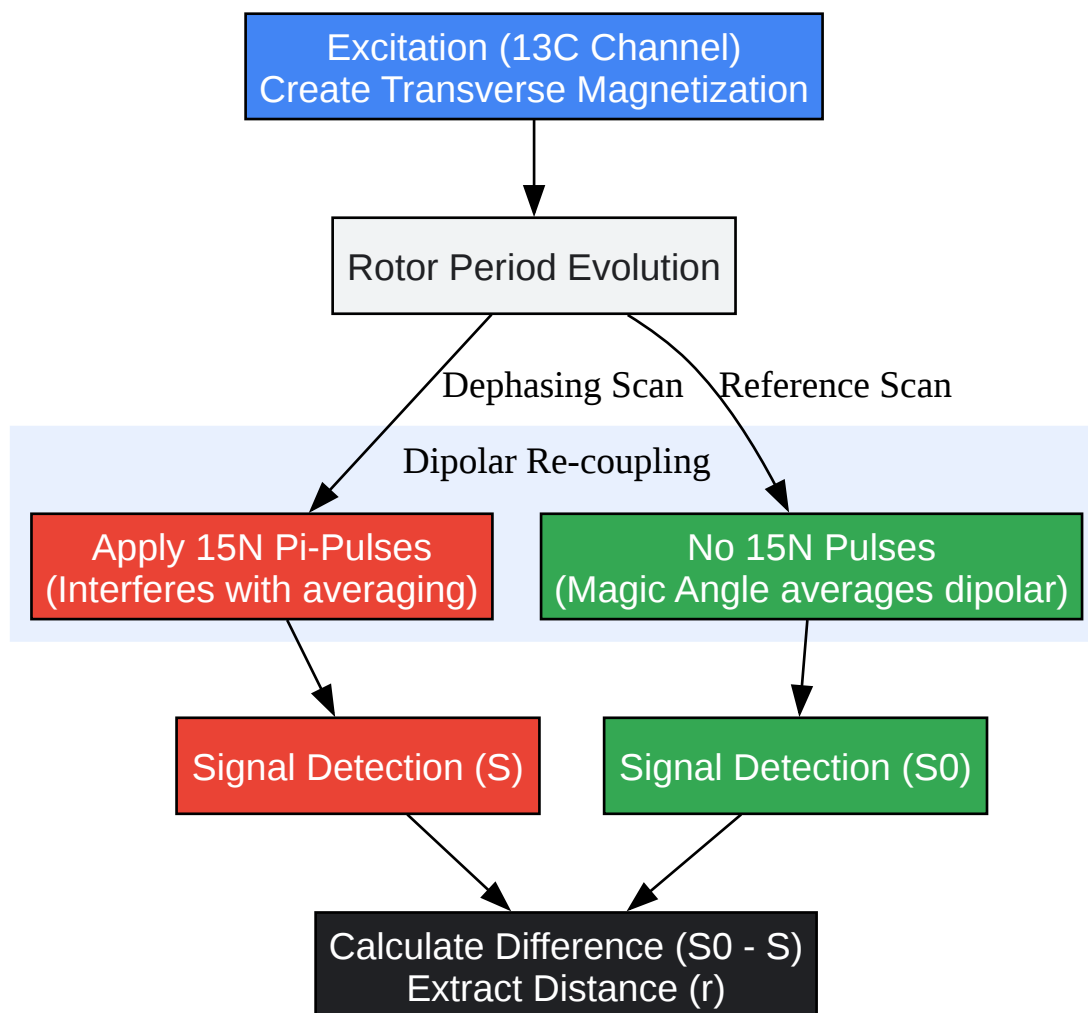 Excitation (13C Channel)
Create Transverse Magnetization
Rotor Period Evolution
Dephasing Scan
Reference Scan
Dipolar Re-coupling
Apply 15N Pi-Pulses
(Interferes with averaging)
No 15N Pulses
(Magic Angle averages dipolar)
Signal Detection (S)
Signal Detection (S0)
Calculate Difference (S0 - S)
Extract Distance (r)